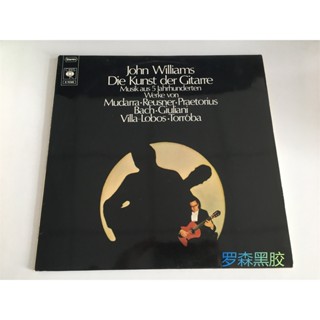 John Williams
Die Kunst der Gitarre
Musik aus 5 Jahrhunderten
Werke von
Mudarra·Reusner·Praetorius
Bach·Giuliani
Villa-Lobos·Torróba
罗森黑胶